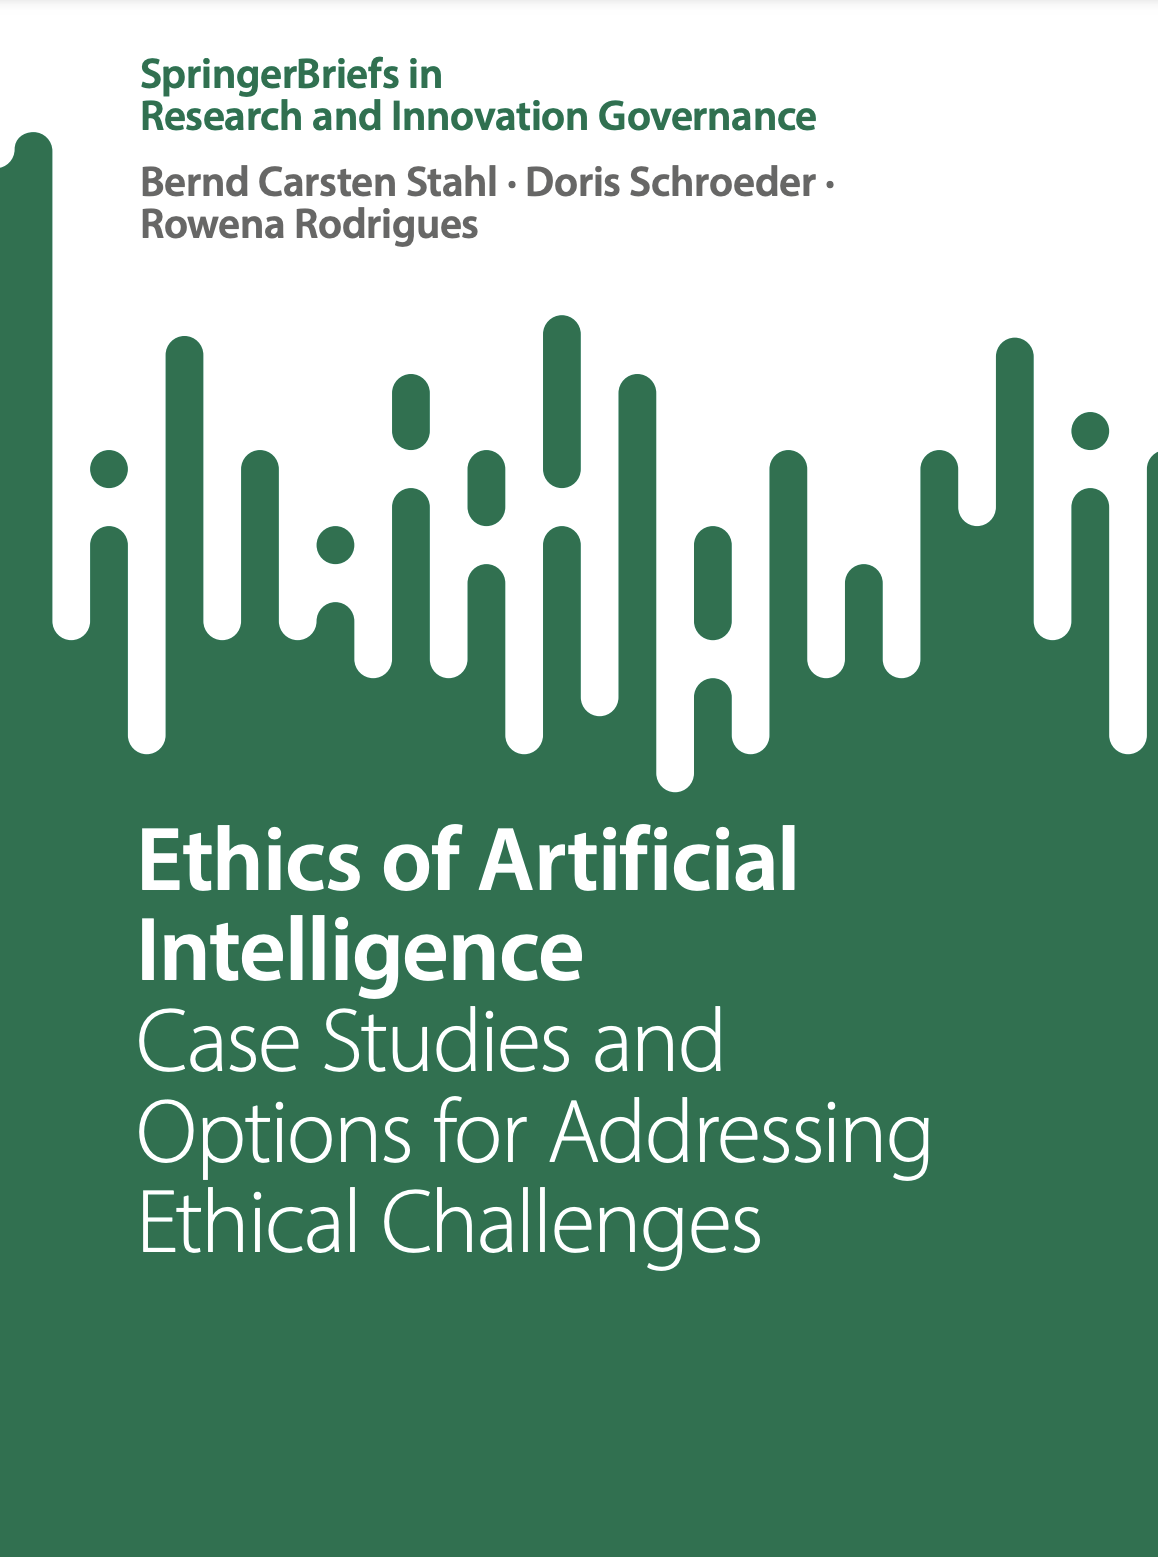 SpringerBriefs in
Research and Innovation Governance
Bernd Carsten Stahl · Doris Schroeder ·
Rowena Rodrigues
Ethics of Artificial
Intelligence
Case Studies and
Options for Addressing
Ethical Challenges